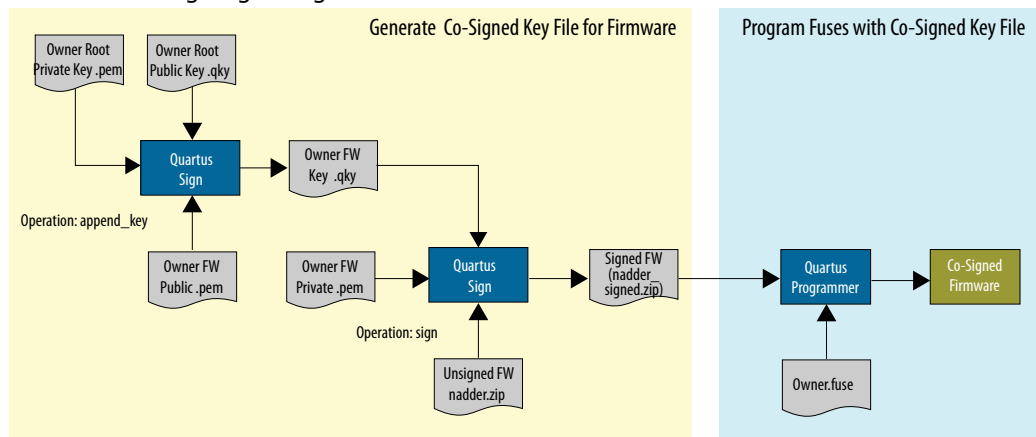 Generate Co-Signed Key File for Firmware
Program Fuses with Co-Signed Key File
Owner Root
Private Key .pem
Owner Root
Public Key .qky
Quartus
Sign
Owner FW
Key .qky
Operation: append_key
Owner FW
Public .pem
Owner FW
Private .pem
Quartus
Sign
Signed FW
(nadder_
signed.zip)
Quartus
Programmer
Co-Signed
Firmware
Operation: sign
Unsigned FW
nadder.zip
Owner.fuse